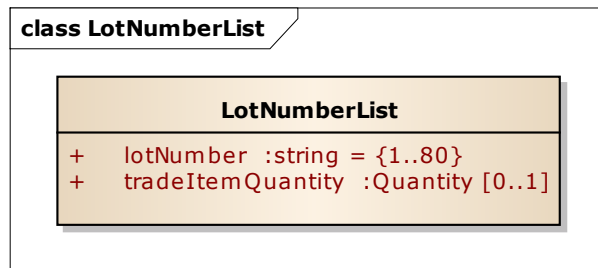 class LotNumberList
LotNumberList
+ lotNumber :string = {1..80}
+ tradeItemQuantity :Quantity [0..1]